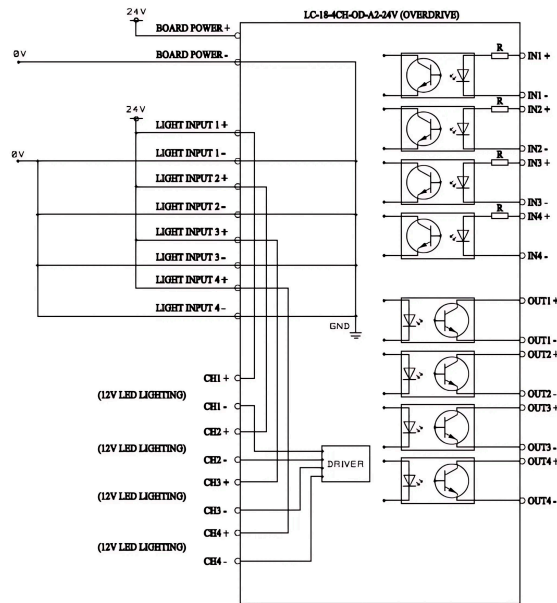 LC-18-4CH-OD-A2-24V (OVERDRIVE)
24V
BOARD POWER +
0V
BOARD POWER -
24V
LIGHT INPUT 1 +
0V
LIGHT INPUT 1 -
LIGHT INPUT 2 +
LIGHT INPUT 2 -
LIGHT INPUT 3 +
LIGHT INPUT 3 -
LIGHT INPUT 4 +
LIGHT INPUT 4 -
GND
CH1 +
(12V LED LIGHTING)
CH1 -
CH2 +
(12V LED LIGHTING)
CH2 -
CH3 +
(12V LED LIGHTING)
CH3 -
CH4 +
(12V LED LIGHTING)
CH4 -
DRIVER
R
IN1 +
IN1 -
R
IN2 +
IN2 -
R
IN3 +
IN3 -
R
IN4 +
IN4 -
OUT1 +
OUT1 -
OUT2 +
OUT2 -
OUT3 +
OUT3 -
OUT4 +
OUT4 -